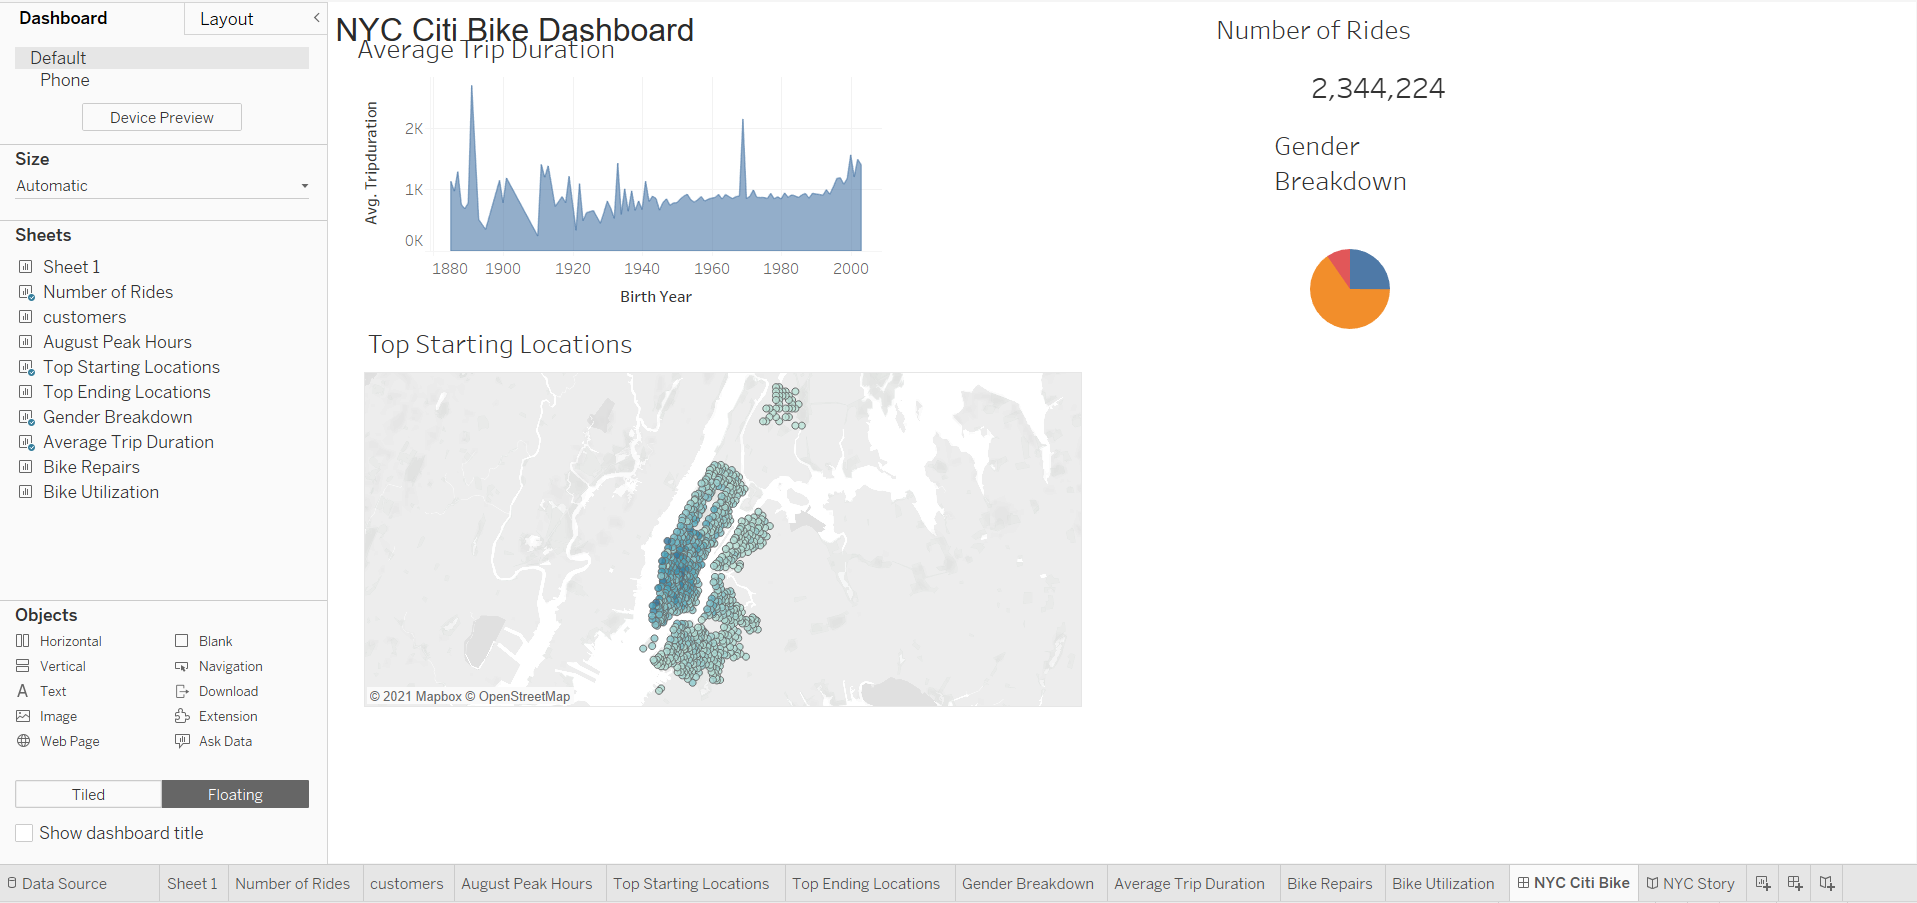 Dashboard
Layout
Default
Phone
Device Preview
Size
Automatic
Sheets
Sheet 1
Number of Rides
customers
August Peak Hours
Top Starting Locations
Top Ending Locations
Gender Breakdown
Average Trip Duration
Bike Repairs
Bike Utilization
Objects
Horizontal
Blank
Vertical
Navigation
A Text
Download
Image
Extension
Web Page
Ask Data
Tiled
Floating
Show dashboard title
NYC Citi Bike Dashboard
Average Trip Duration
Avg. Tripduration
2K
1K
0K
1880 1900 1920 1940 1960 1980 2000
Birth Year
Top Starting Locations
© 2021 Mapbox © OpenStreetMap
Number of Rides
2,344,224
Gender
Breakdown
Data Source
Sheet 1
Number of Rides
customers
August Peak Hours
Top Starting Locations
Top Ending Locations
Gender Breakdown
Average Trip Duration
Bike Repairs
Bike Utilization
NYC Citi Bike
NYC Story